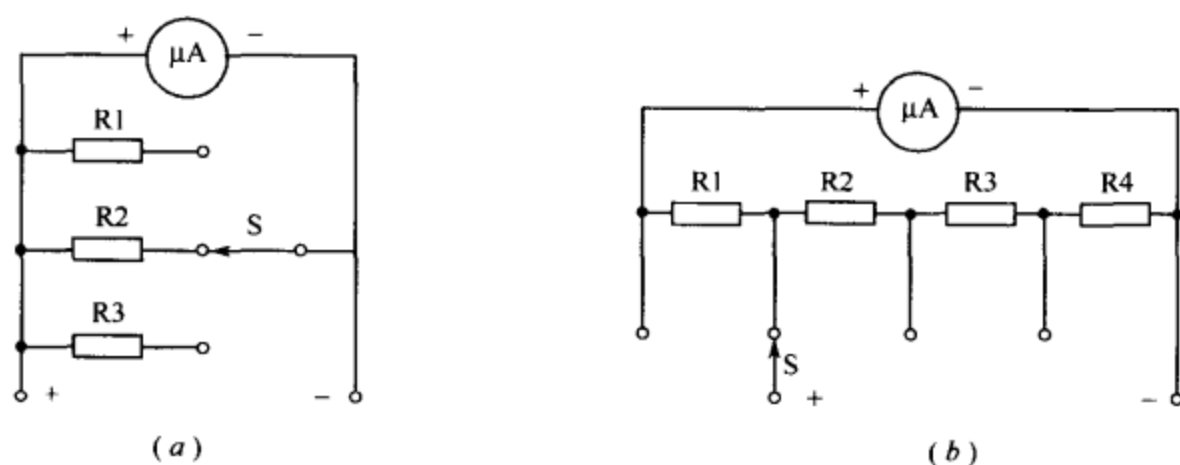 + μA −
R1
R2
S
R3
+ −
(a)
+ μA −
R1 R2 R3 R4
S
+ −
(b)